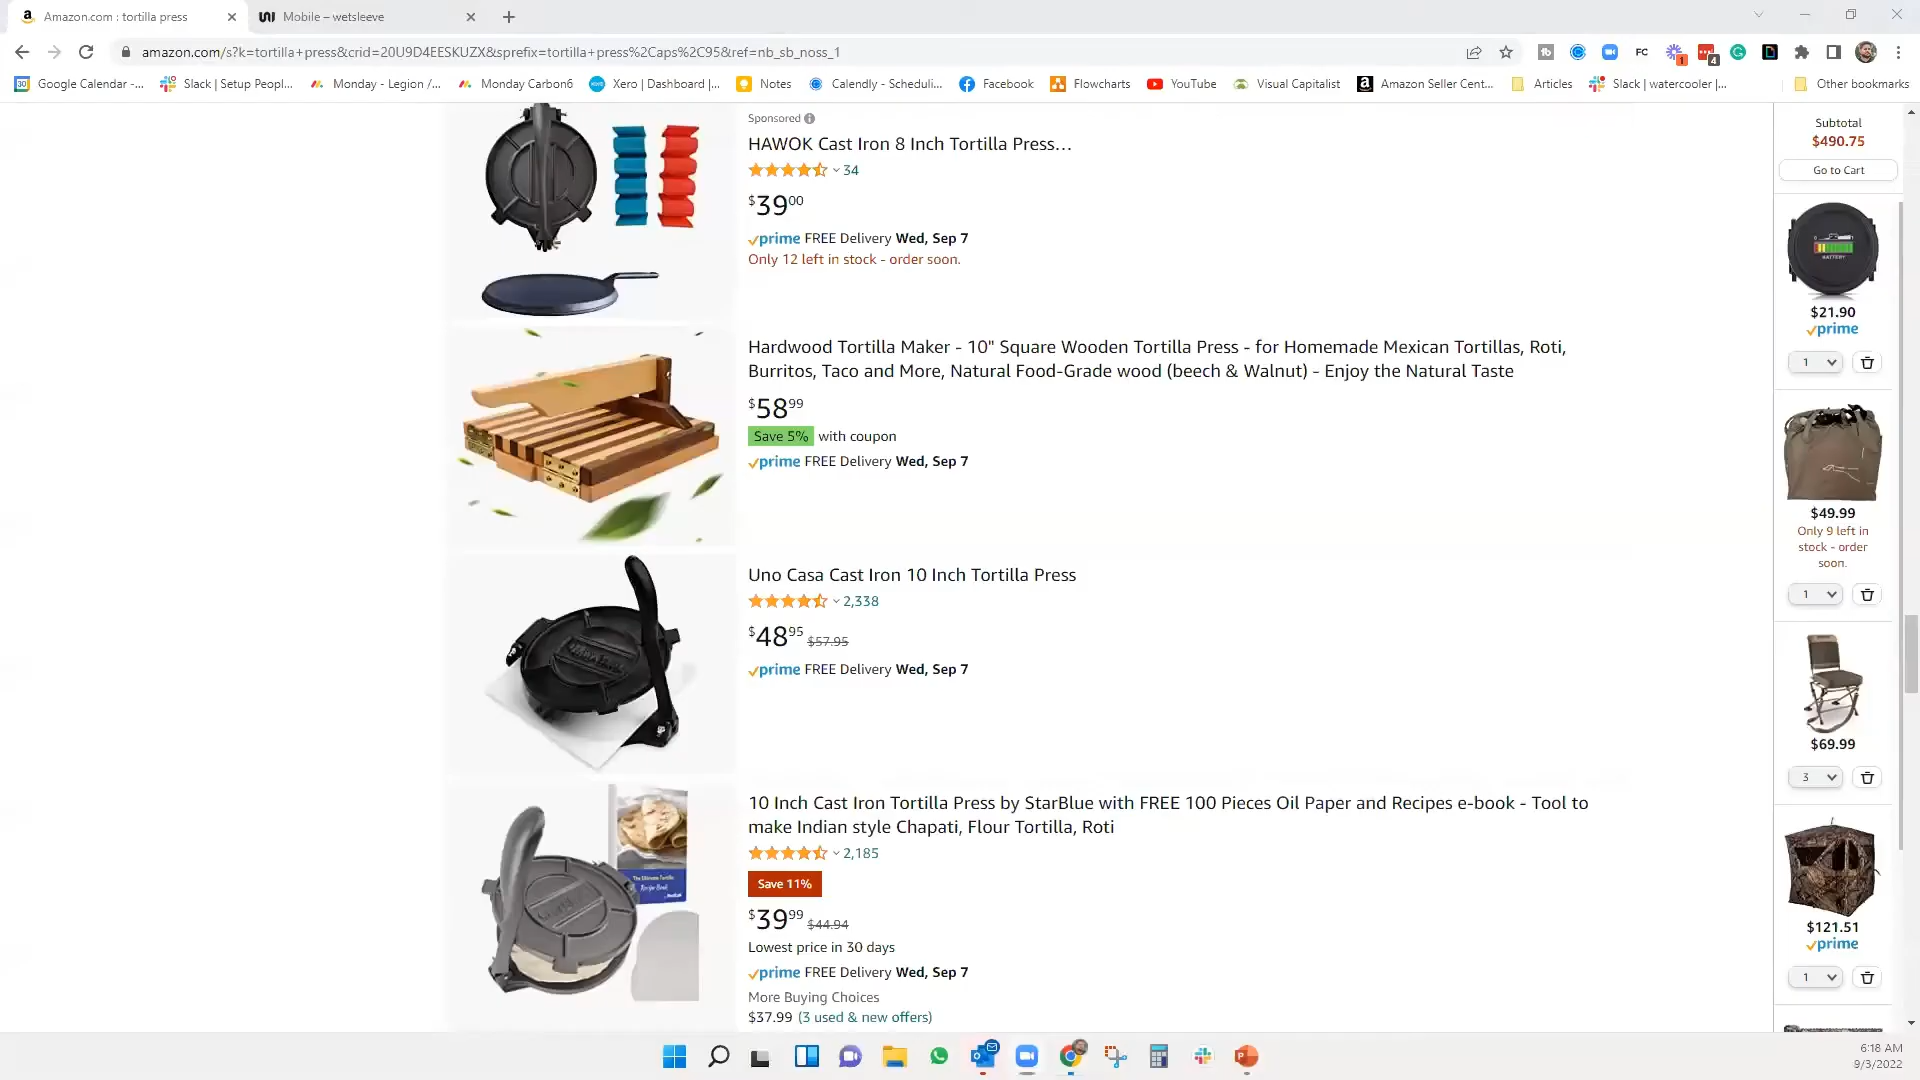 Amazon.com : tortilla press
Mobile – wetsleeve
amazon.com/s?k=tortilla+press&crid=20U9D4EESKUZX&sprefix=tortilla+press%2Caps%2C95&ref=nb_sb_noss_1
Google Calendar -...
Slack | Setup Peopl...
Monday - Legion /...
Monday Carbon6
Xero | Dashboard |...
Notes
Calendly - Scheduli...
Facebook
Flowcharts
YouTube
Visual Capitalist
Amazon Seller Cent...
Articles
Slack | watercooler |...
Other bookmarks
Sponsored
HAWOK Cast Iron 8 Inch Tortilla Press...
34
$39.00
prime FREE Delivery Wed, Sep 7
Only 12 left in stock - order soon.
Hardwood Tortilla Maker - 10" Square Wooden Tortilla Press - for Homemade Mexican Tortillas, Roti,
Burritos, Taco and More, Natural Food-Grade wood (beech & Walnut) - Enjoy the Natural Taste
$58.99
Save 5% with coupon
prime FREE Delivery Wed, Sep 7
Uno Casa Cast Iron 10 Inch Tortilla Press
2,338
$48.95 $57.95
prime FREE Delivery Wed, Sep 7
10 Inch Cast Iron Tortilla Press by StarBlue with FREE 100 Pieces Oil Paper and Recipes e-book - Tool to
make Indian style Chapati, Flour Tortilla, Roti
2,185
Save 11%
$39.99 $44.94
Lowest price in 30 days
prime FREE Delivery Wed, Sep 7
More Buying Choices
$37.99 (3 used & new offers)
Subtotal
$490.75
Go to Cart
BATTERY
$21.90
prime
1
$49.99
Only 9 left in
stock - order
soon.
1
$69.99
3
$121.51
prime
1
6:18 AM
9/3/2022